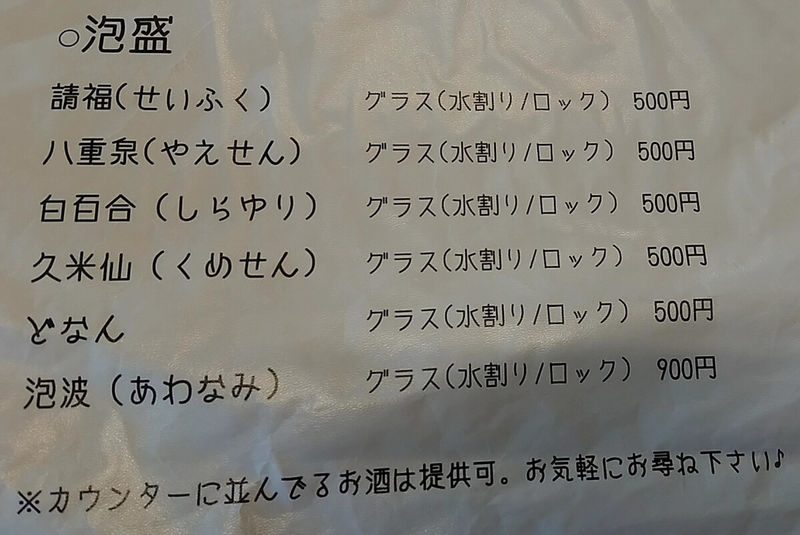 ○泡盛
請福(せいふく) グラス(水割り/ロック) 500円
八重泉(やえせん) グラス(水割り/ロック) 500円
白百合(しらゆり) グラス(水割り/ロック) 500円
久米仙(くめせん) グラス(水割り/ロック) 500円
どなん グラス(水割り/ロック) 500円
泡波(あわなみ) グラス(水割り/ロック) 900円
※カウンターに並んでるお酒は提供可。お気軽にお尋ね下さい♪